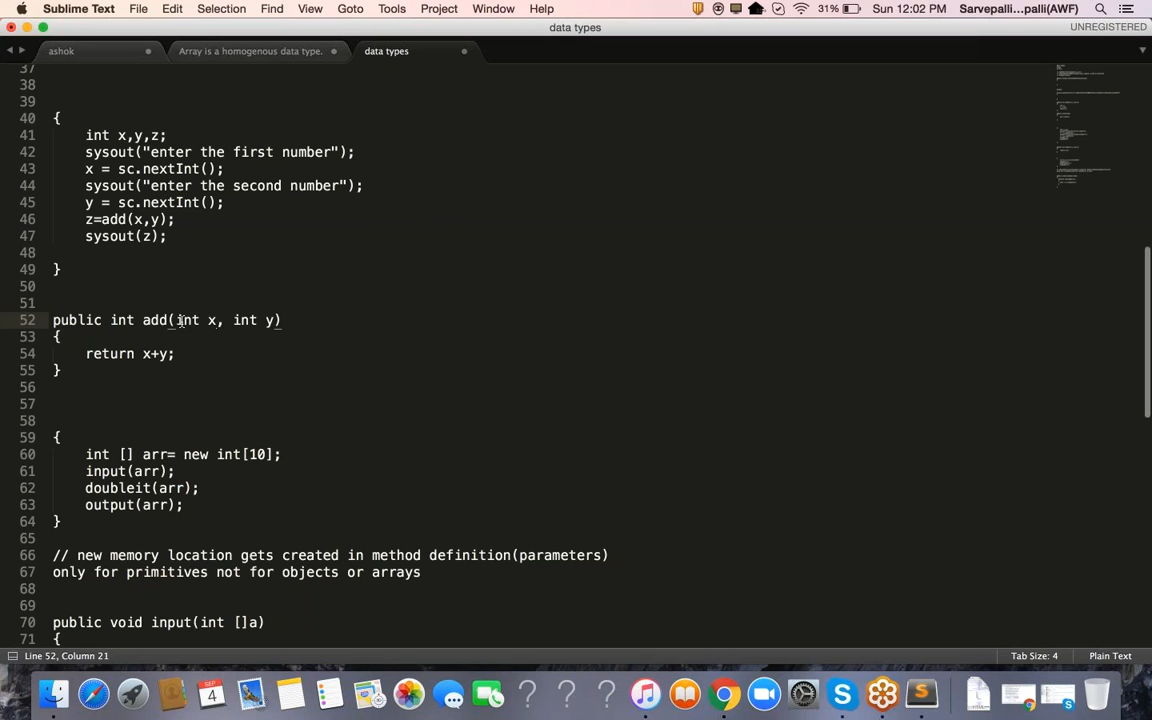 Sublime Text File Edit Selection Find View Goto Tools Project Window Help 31% Sun 12:02 PM Sarvepalli...palli(AWF)
data types UNREGISTERED
ashok Array is a homogenous data type. data types
37
38
39
40 {
41 int x,y,z;
42 sysout("enter the first number");
43 x = sc.nextInt();
44 sysout("enter the second number");
45 y = sc.nextInt();
46 z=add(x,y);
47 sysout(z);
48
49 }
50
51
52 public int add(int x, int y)
53 {
54 return x+y;
55 }
56
57
58
59 {
60 int [] arr= new int[10];
61 input(arr);
62 doubleit(arr);
63 output(arr);
64 }
65
66 // new memory location gets created in method definition(parameters)
67 only for primitives not for objects or arrays
68
69
70 public void input(int []a)
71 {
Line 52, Column 21 Tab Size: 4 Plain Text
SEP
4